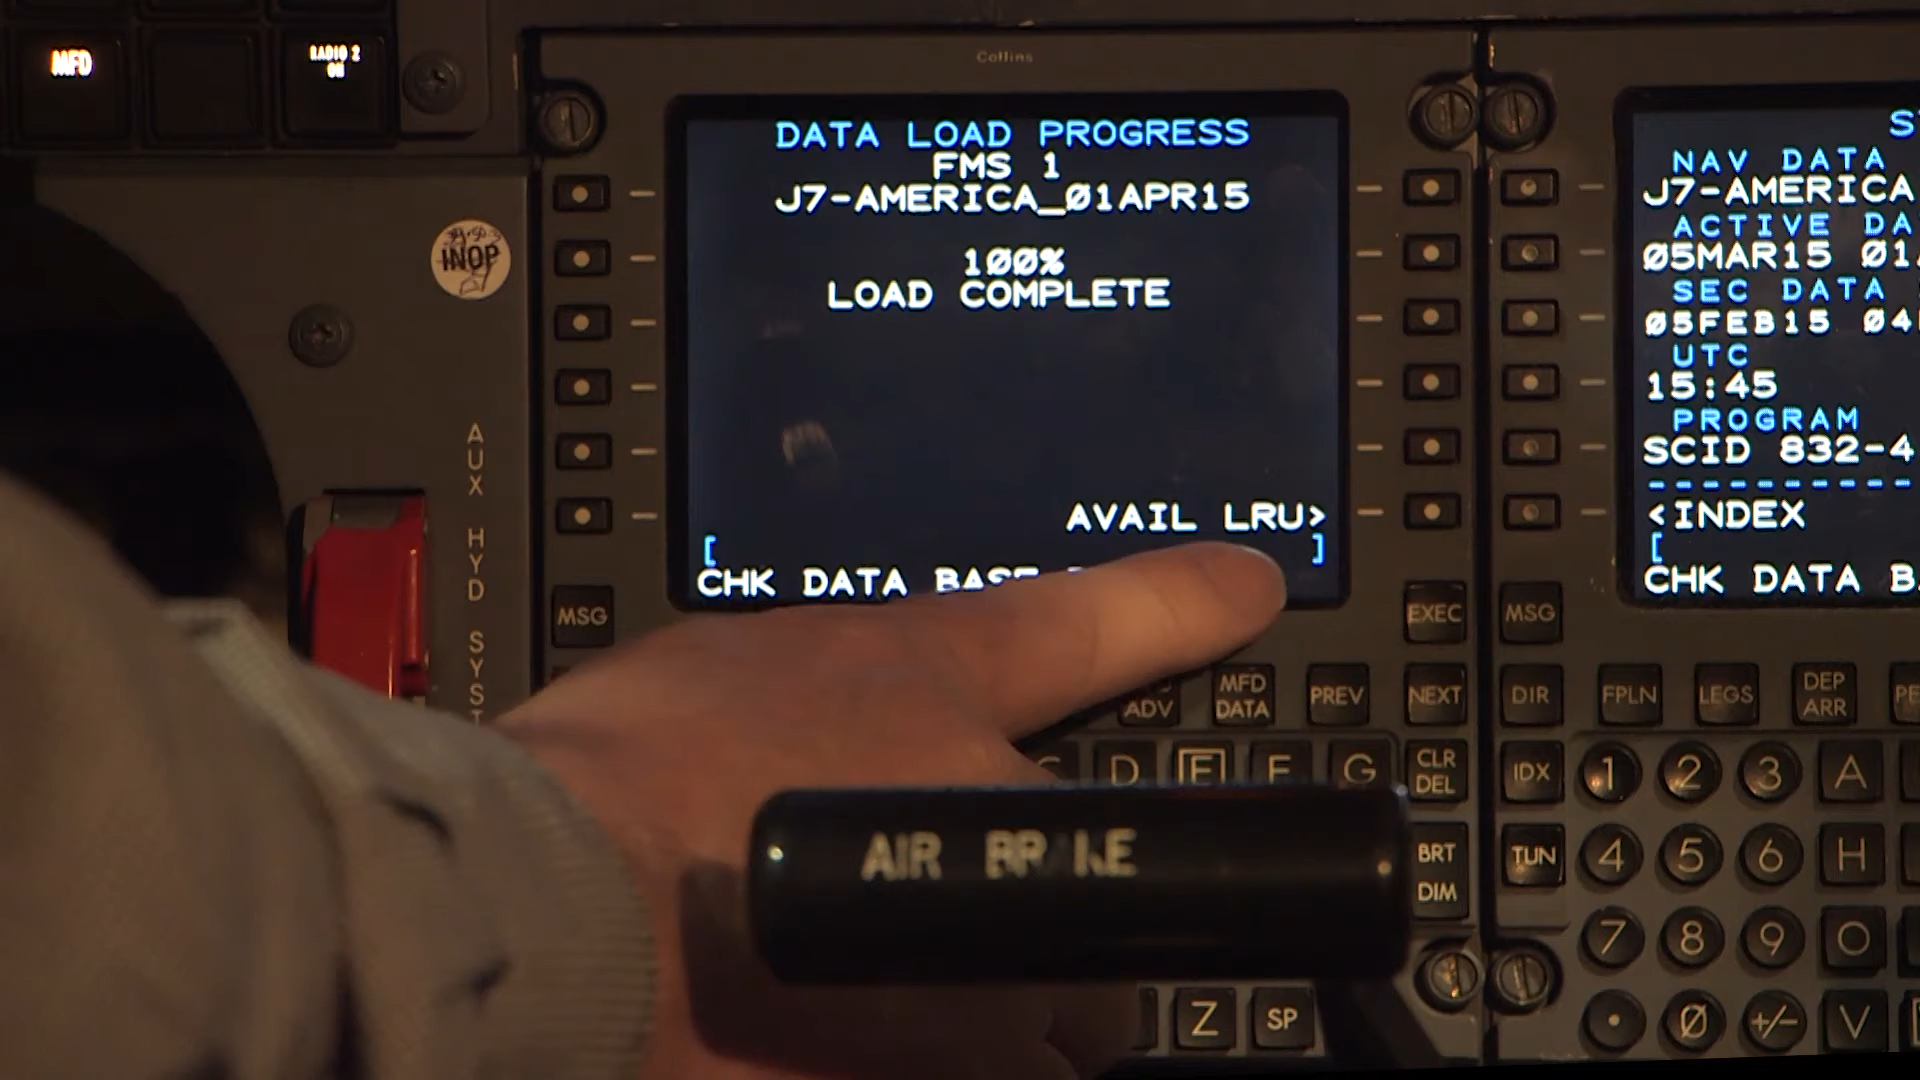 MFD
RADIO 2
ON
Collins
DATA LOAD PROGRESS
FMS 1
J7-AMERICA_01APR15
100%
LOAD COMPLETE
AVAIL LRU>
[ ]
CHK DATA BASE
INOP
AUX HYD SYST
MSG
EXEC
ADV
MFD
DATA
PREV
NEXT
C D E F G
CLR
DEL
BRT
DIM
AIR BRAKE
Z SP
NAV DATA
J7-AMERICA
ACTIVE DA
05MAR15 01
SEC DATA
05FEB15 04
UTC
15:45
PROGRAM
SCID 832-4
----------
<INDEX
[
CHK DATA B
MSG
DIR
FPLN
LEGS
DEP
ARR
PE
IDX
1 2 3 A
TUN
4 5 6 H
7 8 9 O
. 0 +/- V